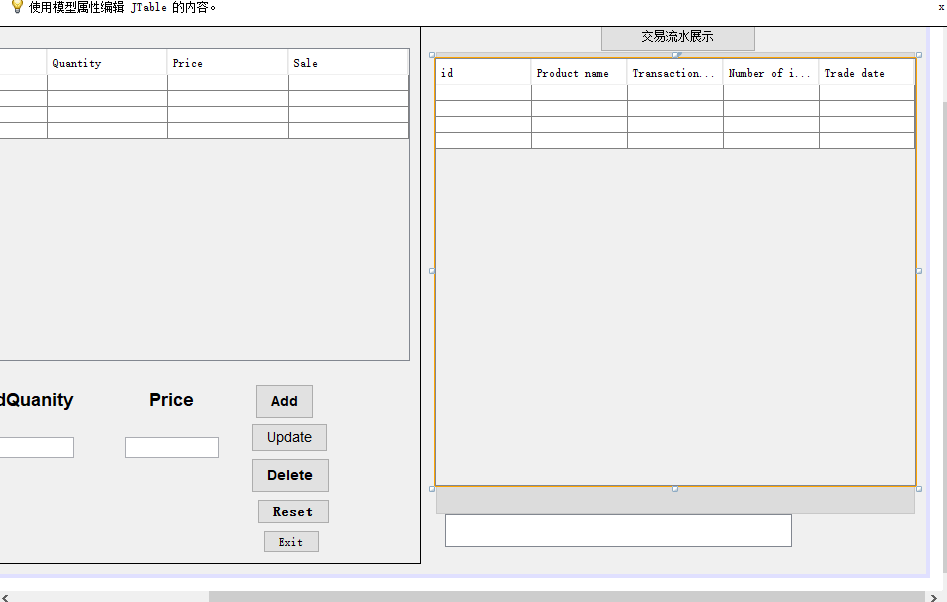 使用模型属性编辑 JTable 的内容。
x
交易流水展示
Quantity Price Sale
id Product name Transaction... Number of i... Trade date
dQuanity Price
Add
Update
Delete
Reset
Exit